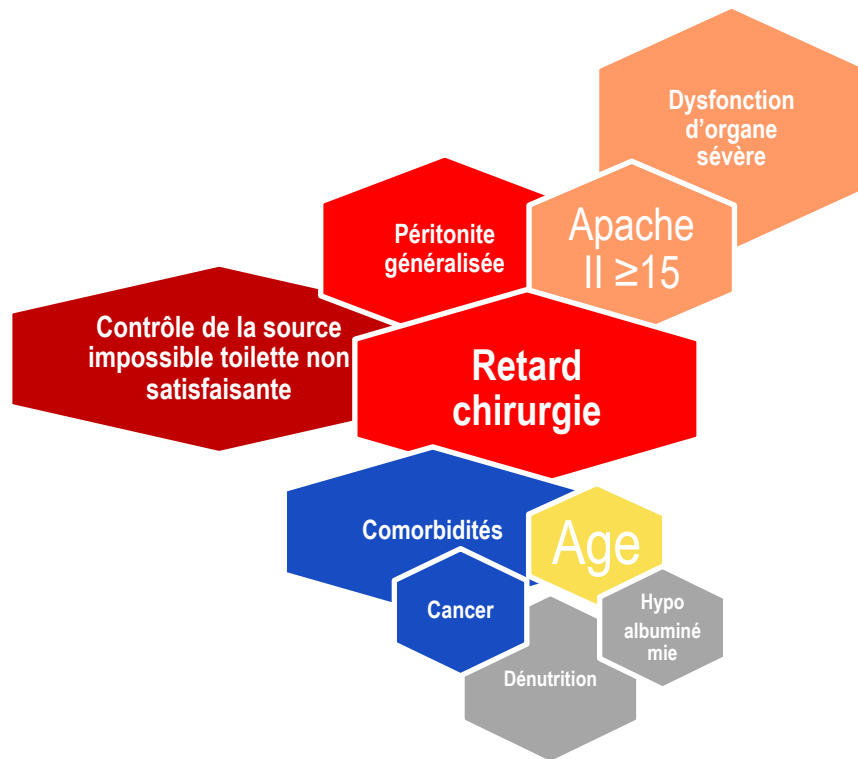 Dysfonction
d’organe
sévère
Péritonite
généralisée
Apache
II ≥15
Contrôle de la source
impossible toilette non
satisfaisante
Retard
chirurgie
Comorbidités
Age
Cancer
Hypo
albuminé
mie
Dénutrition